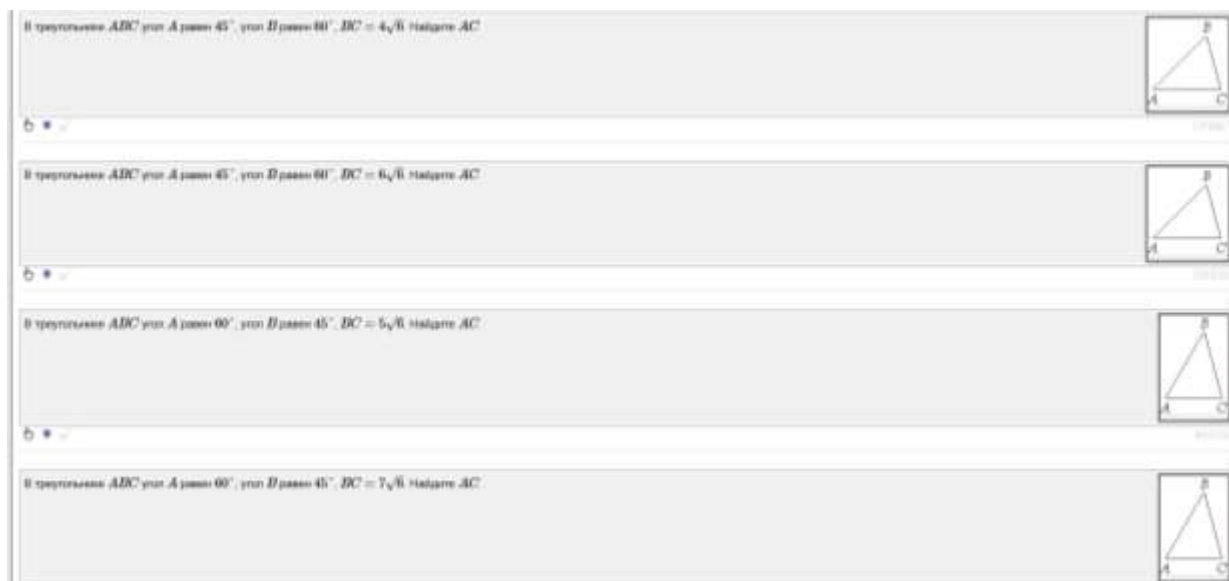 В треугольнике ABC угол A равен 45°, угол B равен 60°, BC = 4√6. Найдите AC
B
A C
В треугольнике ABC угол A равен 45°, угол B равен 60°, BC = 6√6. Найдите AC
B
A C
В треугольнике ABC угол A равен 60°, угол B равен 45°, BC = 5√6. Найдите AC
B
A C
В треугольнике ABC угол A равен 60°, угол B равен 45°, BC = 7√6. Найдите AC
B
A C